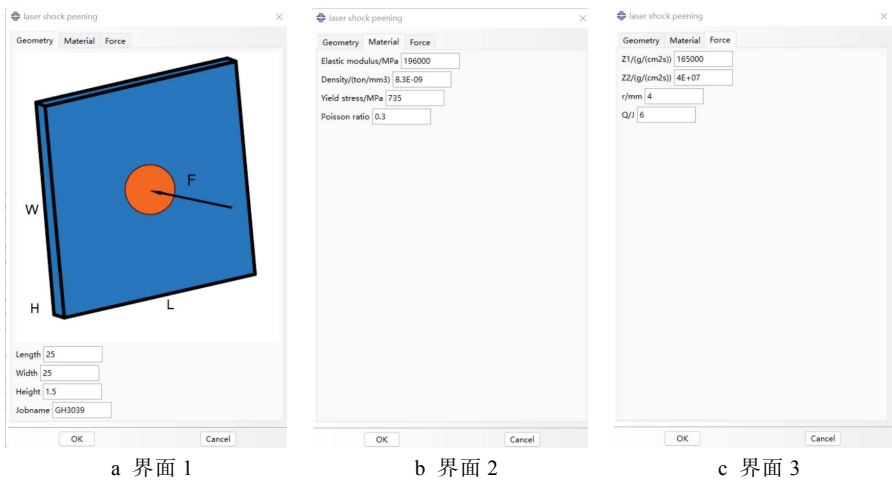 laser shock peening
Geometry Material Force
W
F
H
L
Length 25
Width 25
Height 1.5
Jobname GH3039
OK Cancel
a 界面 1
laser shock peening
Geometry Material Force
Elastic modulus/MPa 196000
Density/(ton/mm3) 8.3E-09
Yield stress/MPa 735
Poisson ratio 0.3
OK Cancel
b 界面 2
laser shock peening
Geometry Material Force
Z1/(g/(cm2s)) 165000
Z2/(g/(cm2s)) 4E+07
r/mm 4
Q/J 6
OK Cancel
c 界面 3